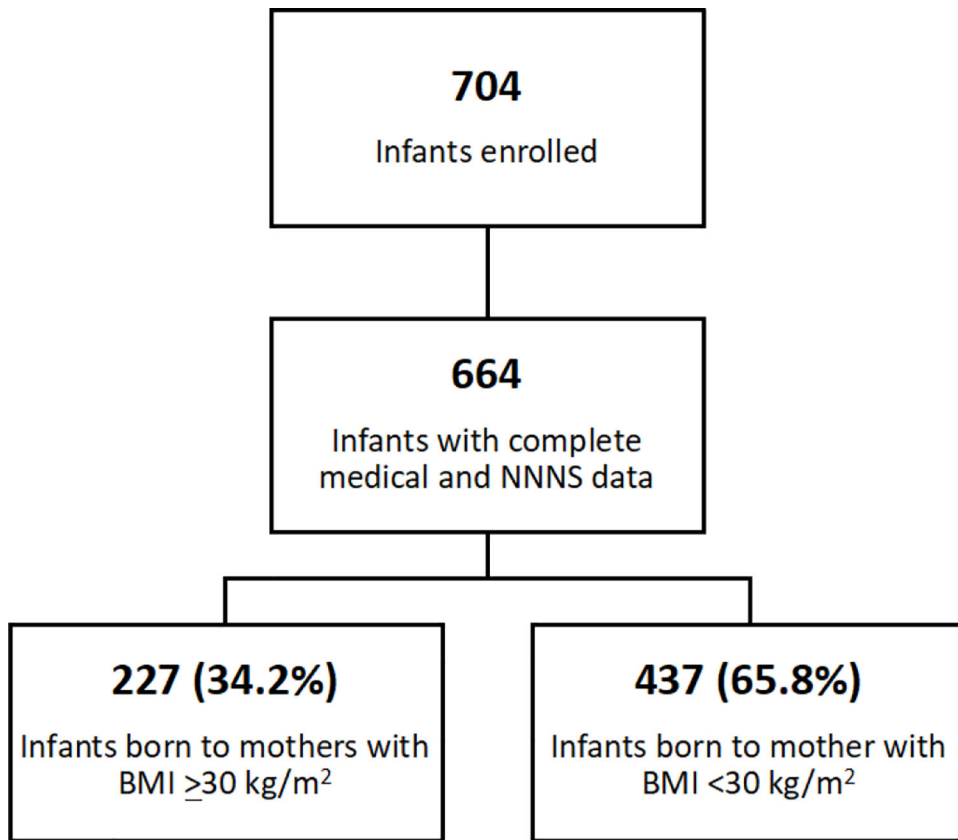 704
Infants enrolled
664
Infants with complete
medical and NNNS data
227 (34.2%)
Infants born to mothers with
BMI ≥30 kg/m²
437 (65.8%)
Infants born to mother with
BMI <30 kg/m²